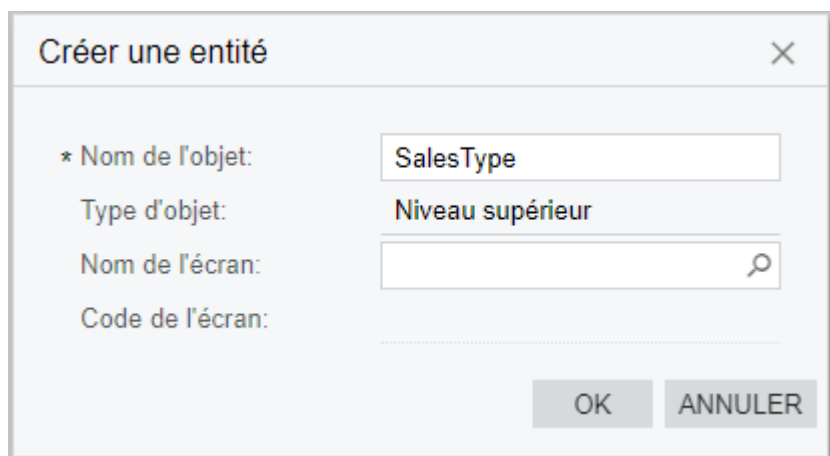 Créer une entité
* Nom de l'objet: SalesType
Type d'objet: Niveau supérieur
Nom de l'écran:
Code de l'écran:
OK ANNULER